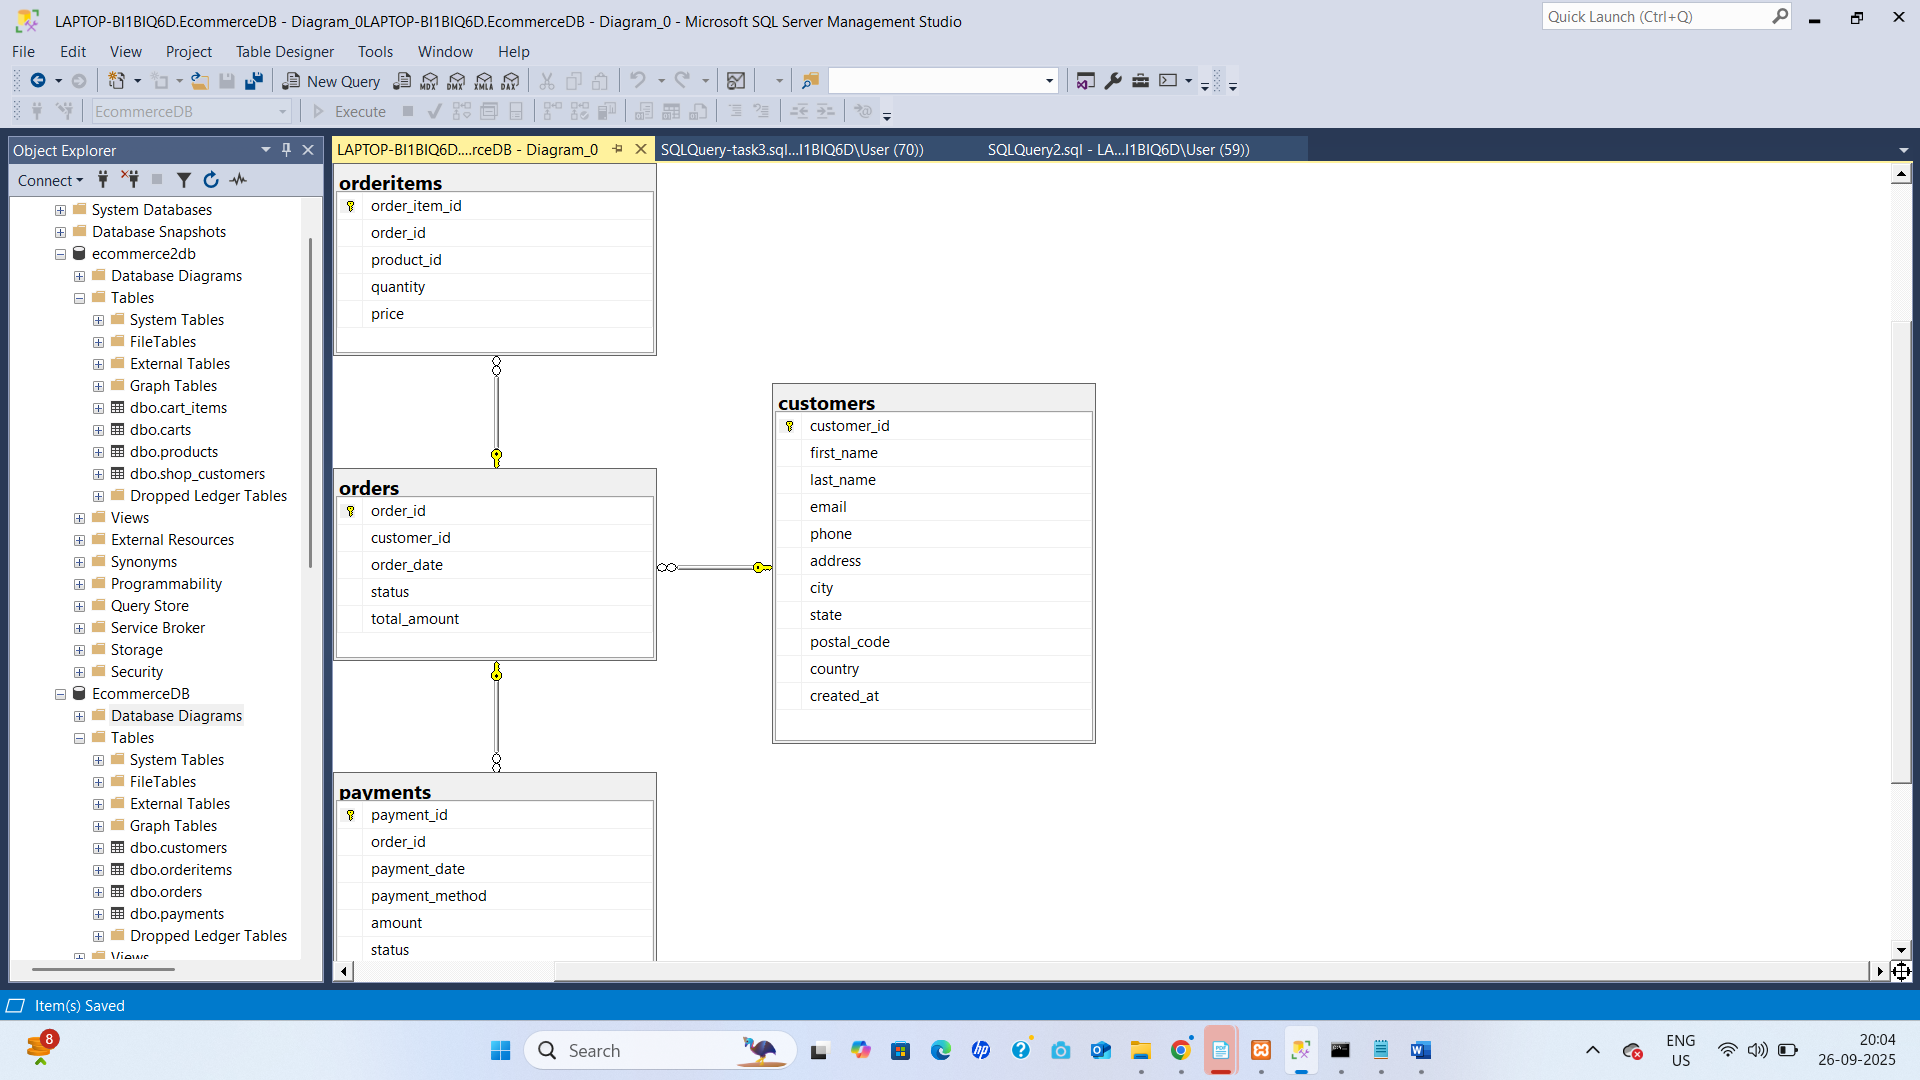 LAPTOP-BI1BIQ6D.EcommerceDB - Diagram_0LAPTOP-BI1BIQ6D.EcommerceDB - Diagram_0 - Microsoft SQL Server Management Studio
Quick Launch (Ctrl+Q)
File Edit View Project Table Designer Tools Window Help
New Query MDX DMX XMLA DAX
EcommerceDB Execute
Object Explorer
LAPTOP-BI1BIQ6D....rceDB - Diagram_0
SQLQuery-task3.sql...I1BIQ6D\User (70))
SQLQuery2.sql - LA...I1BIQ6D\User (59))
Connect
System Databases
Database Snapshots
ecommerce2db
Database Diagrams
Tables
System Tables
FileTables
External Tables
Graph Tables
dbo.cart_items
dbo.carts
dbo.products
dbo.shop_customers
Dropped Ledger Tables
Views
External Resources
Synonyms
Programmability
Query Store
Service Broker
Storage
Security
EcommerceDB
Database Diagrams
Tables
System Tables
FileTables
External Tables
Graph Tables
dbo.customers
dbo.orderitems
dbo.orders
dbo.payments
Dropped Ledger Tables
Views
orderitems
order_item_id
order_id
product_id
quantity
price
orders
order_id
customer_id
order_date
status
total_amount
payments
payment_id
order_id
payment_date
payment_method
amount
status
customers
customer_id
first_name
last_name
email
phone
address
city
state
postal_code
country
created_at
Item(s) Saved
8
Search
ENG
US
20:04
26-09-2025